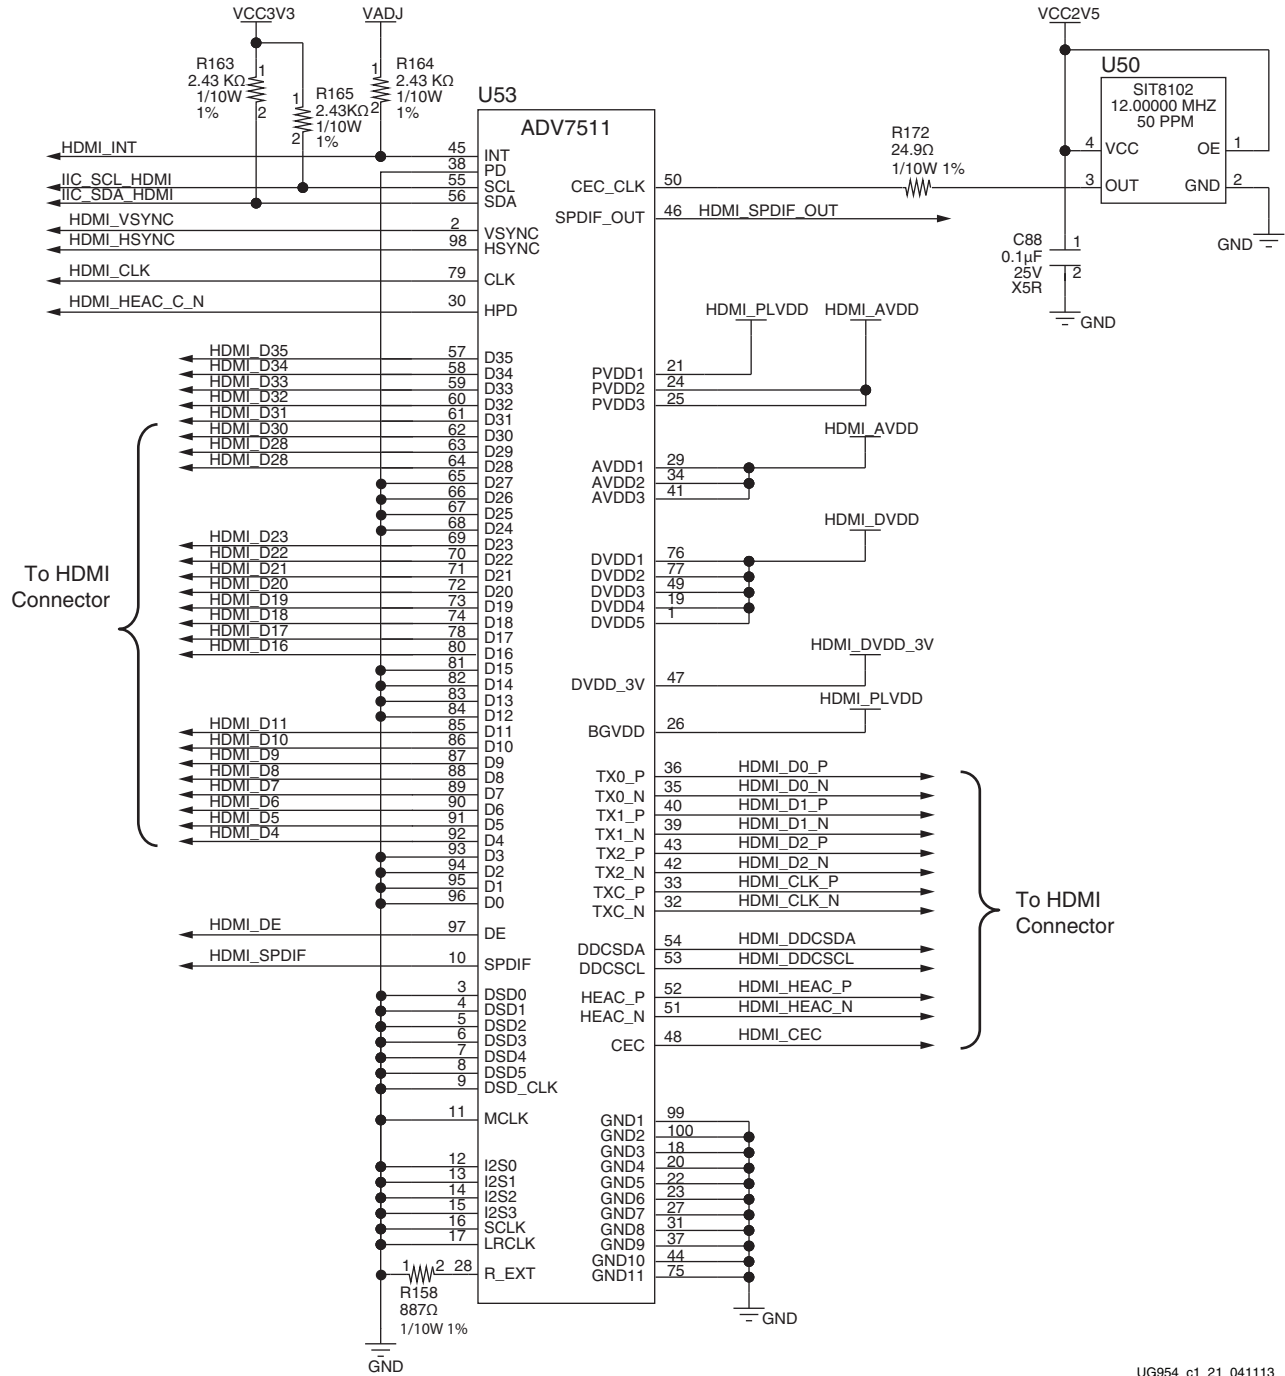 VCC3V3
VADJ
VCC2V5
R163
2.43 KΩ
1/10W
1%
1
2
R165
2.43KΩ
1/10W
1%
1
2
R164
2.43 KΩ
1/10W
1%
1
2
U53
ADV7511
U50
SIT8102
12.00000 MHZ
50 PPM
4 VCC
OE 1
3 OUT
GND 2
GND
R172
24.9Ω
1/10W 1%
C88
0.1µF
25V
X5R
1
2
GND
HDMI_INT 45 INT
38 PD
IIC_SCL_HDMI 55 SCL
IIC_SDA_HDMI 56 SDA
HDMI_VSYNC 2 VSYNC
HDMI_HSYNC 98 HSYNC
HDMI_CLK 79 CLK
HDMI_HEAC_C_N 30 HPD
HDMI_D35 57 D35
HDMI_D34 58 D34
HDMI_D33 59 D33
HDMI_D32 60 D32
HDMI_D31 61 D31
HDMI_D30 62 D30
HDMI_D28 63 D29
HDMI_D28 64 D28
65 D27
66 D26
67 D25
68 D24
HDMI_D23 69 D23
HDMI_D22 70 D22
HDMI_D21 71 D21
HDMI_D20 72 D20
HDMI_D19 73 D19
HDMI_D18 74 D18
HDMI_D17 78 D17
HDMI_D16 80 D16
81 D15
82 D14
83 D13
84 D12
HDMI_D11 85 D11
HDMI_D10 86 D10
HDMI_D9 87 D9
HDMI_D8 88 D8
HDMI_D7 89 D7
HDMI_D6 90 D6
HDMI_D5 91 D5
HDMI_D4 92 D4
93 D3
94 D2
95 D1
96 D0
To HDMI
Connector
HDMI_DE 97 DE
HDMI_SPDIF 10 SPDIF
3 DSD0
4 DSD1
5 DSD2
6 DSD3
7 DSD4
8 DSD5
9 DSD_CLK
11 MCLK
12 I2S0
13 I2S1
14 I2S2
15 I2S3
16 SCLK
17 LRCLK
1 2 28 R_EXT
R158
887Ω
1/10W 1%
GND
CEC_CLK 50
SPDIF_OUT 46 HDMI_SPDIF_OUT
HDMI_PLVDD
HDMI_AVDD
PVDD1 21
PVDD2 24
PVDD3 25
HDMI_AVDD
AVDD1 29
AVDD2 34
AVDD3 41
HDMI_DVDD
DVDD1 76
DVDD2 77
DVDD3 49
DVDD4 19
DVDD5 1
HDMI_DVDD_3V
DVDD_3V 47
HDMI_PLVDD
BGVDD 26
TX0_P 36 HDMI_D0_P
TX0_N 35 HDMI_D0_N
TX1_P 40 HDMI_D1_P
TX1_N 39 HDMI_D1_N
TX2_P 43 HDMI_D2_P
TX2_N 42 HDMI_D2_N
TXC_P 33 HDMI_CLK_P
TXC_N 32 HDMI_CLK_N
DDCSDA 54 HDMI_DDCSDA
DDCSCL 53 HDMI_DDCSCL
HEAC_P 52 HDMI_HEAC_P
HEAC_N 51 HDMI_HEAC_N
CEC 48 HDMI_CEC
To HDMI
Connector
GND1 99
GND2 100
GND3 18
GND4 20
GND5 22
GND6 23
GND7 27
GND8 31
GND9 37
GND10 44
GND11 75
GND
UG954_c1_21_041113